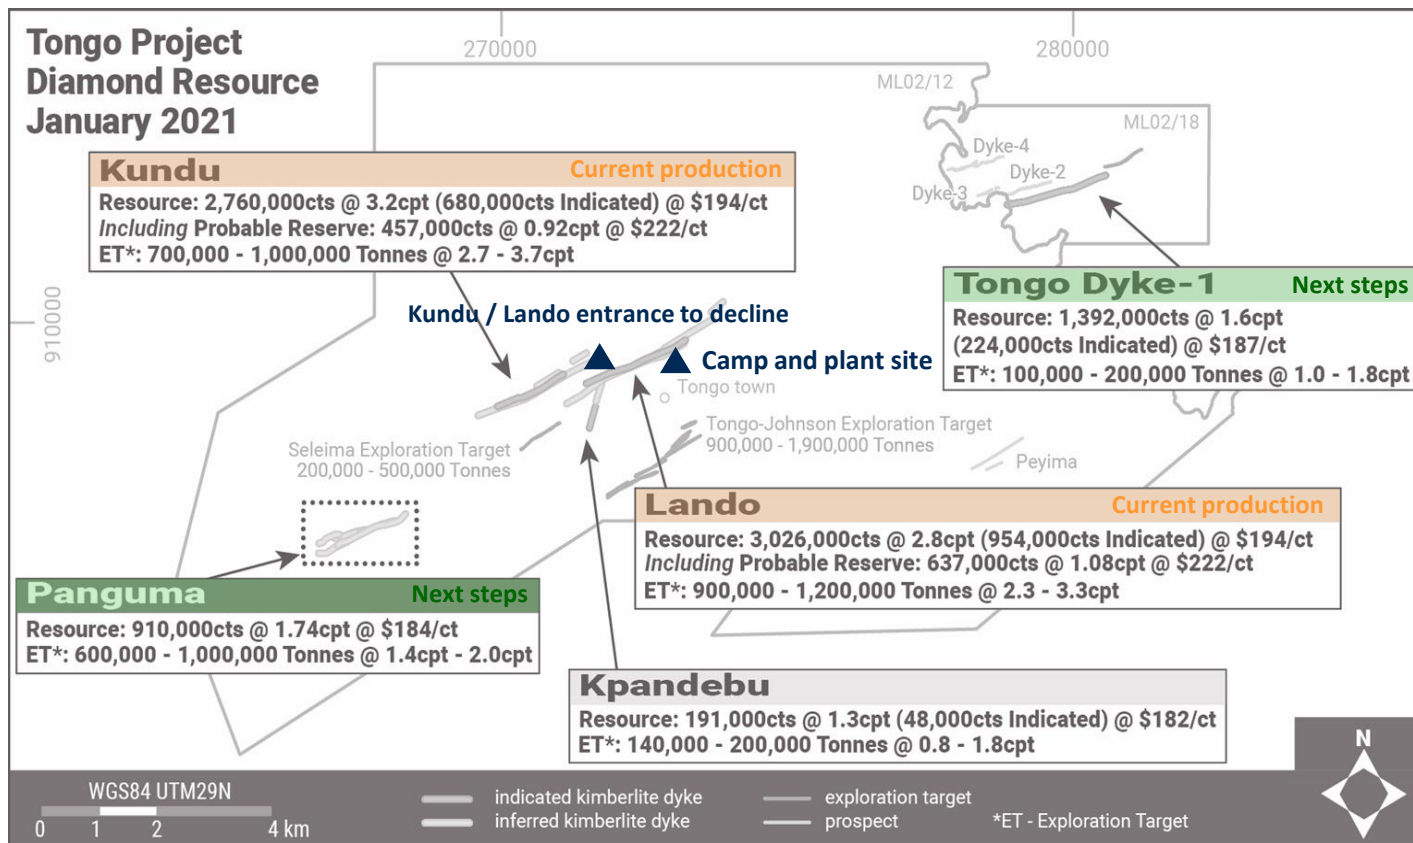 Tongo Project
Diamond Resource
January 2021
270000
280000
910000
ML02/12
ML02/18
Dyke-4
Dyke-2
Dyke-3
Kundu Current production
Resource: 2,760,000cts @ 3.2cpt (680,000cts Indicated) @ $194/ct
Including Probable Reserve: 457,000cts @ 0.92cpt @ $222/ct
ET*: 700,000 - 1,000,000 Tonnes @ 2.7 - 3.7cpt
Tongo Dyke-1 Next steps
Resource: 1,392,000cts @ 1.6cpt
(224,000cts Indicated) @ $187/ct
ET*: 100,000 - 200,000 Tonnes @ 1.0 - 1.8cpt
Kundu / Lando entrance to decline
Camp and plant site
Tongo town
Seleima Exploration Target
200,000 - 500,000 Tonnes
Tongo-Johnson Exploration Target
900,000 - 1,900,000 Tonnes
Peyima
Lando Current production
Resource: 3,026,000cts @ 2.8cpt (954,000cts Indicated) @ $194/ct
Including Probable Reserve: 637,000cts @ 1.08cpt @ $222/ct
ET*: 900,000 - 1,200,000 Tonnes @ 2.3 - 3.3cpt
Panguma Next steps
Resource: 910,000cts @ 1.74cpt @ $184/ct
ET*: 600,000 - 1,000,000 Tonnes @ 1.4cpt - 2.0cpt
Kpandebu
Resource: 191,000cts @ 1.3cpt (48,000cts Indicated) @ $182/ct
ET*: 140,000 - 200,000 Tonnes @ 0.8 - 1.8cpt
N
WGS84 UTM29N
0 1 2 4 km
indicated kimberlite dyke
inferred kimberlite dyke
exploration target
prospect
*ET - Exploration Target